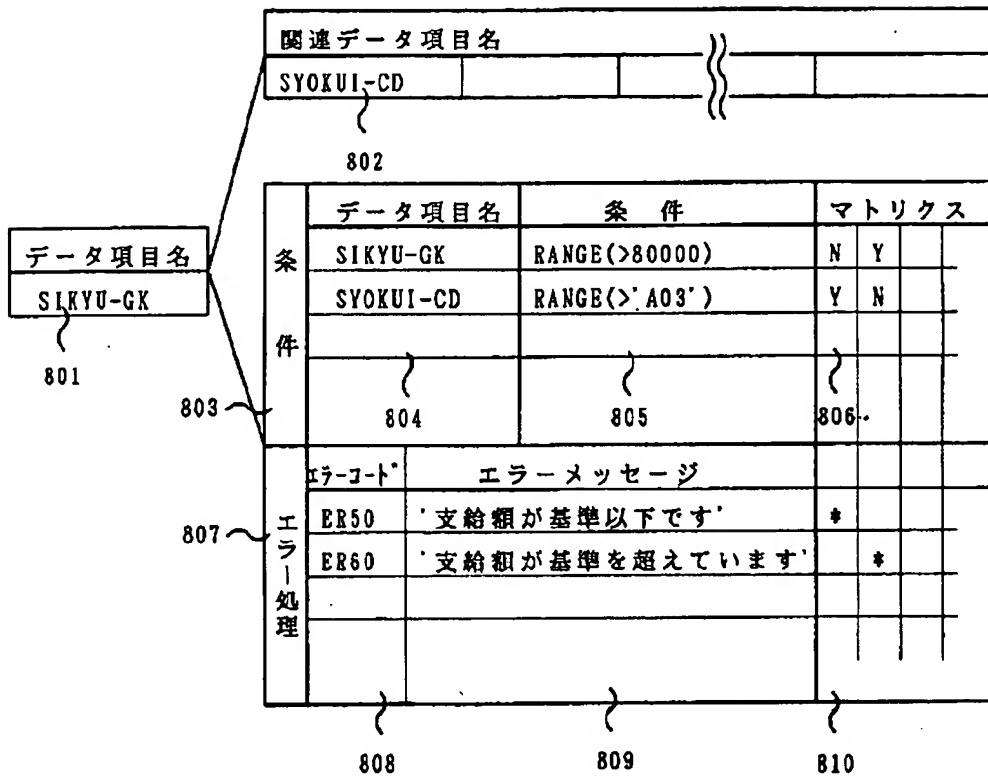 関連データ項目名
SYOKUI-CD
802
データ項目名
SIKYU-GK
801
条件
データ項目名 条件 マトリクス
SIKYU-GK RANGE(>80000) N Y
SYOKUI-CD RANGE(>'A03') Y N
803 804 805 806
エラー処理
エラーコード エラーメッセージ
ER50 '支給額が基準以下です' *
ER60 '支給額が基準を超えています' *
807
808 809 810